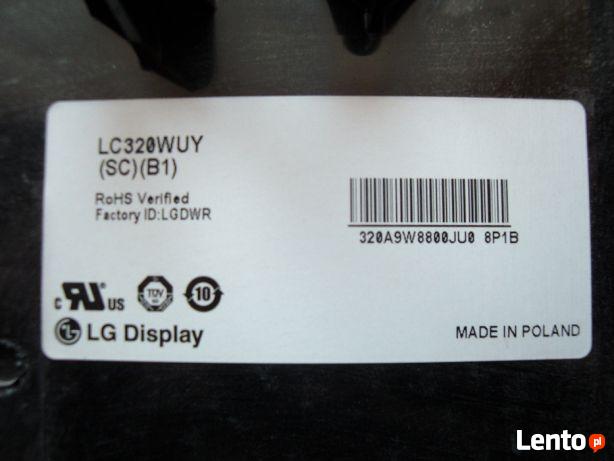 LC320WUY
(SC)(B1)
RoHS Verified
Factory ID:LGDWR
320A9W8800JU0 8P1B
c RU US
TÜV
10
LG Display
MADE IN POLAND
Lento pl